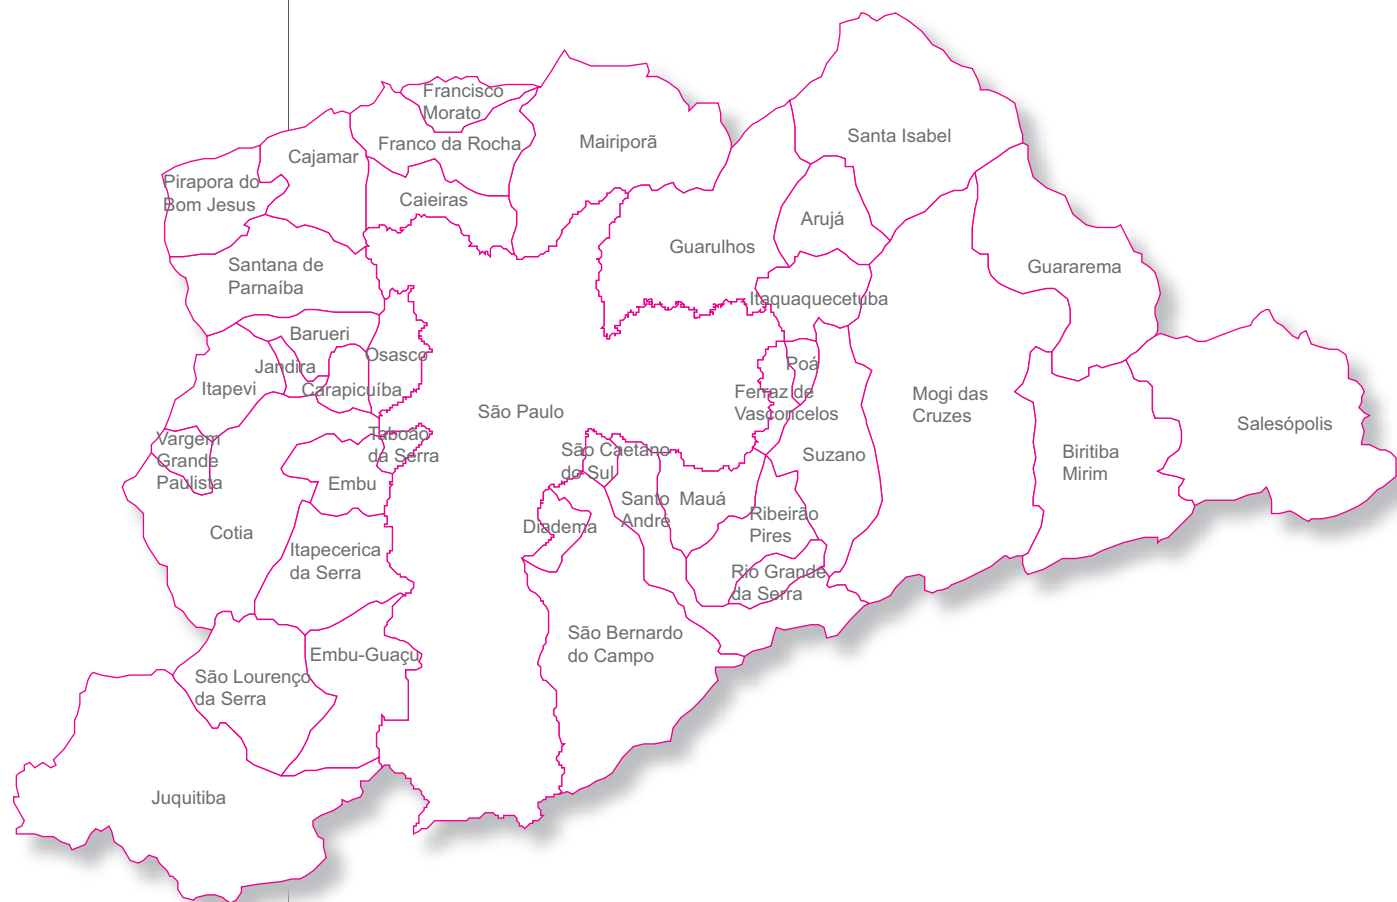 Francisco
Morato
Franco da Rocha
Mairiporã
Santa Isabel
Cajamar
Pirapora do
Bom Jesus
Caieiras
Arujá
Guarulhos
Guararema
Santana de
Parnaíba
Itaquaquecetuba
Barueri
Osasco
Jandira
Itapevi
Carapicuíba
Poá
Ferraz de
Vasconcelos
Mogi das
Cruzes
São Paulo
Salesópolis
Taboão
da Serra
Vargem
Grande
Paulista
São Caetano
do Sul
Suzano
Biritiba
Mirim
Embu
Santo
André
Mauá
Ribeirão
Pires
Diadema
Cotia
Itapecerica
da Serra
Rio Grande
da Serra
São Bernardo
do Campo
Embu-Guaçu
São Lourenço
da Serra
Juquitiba